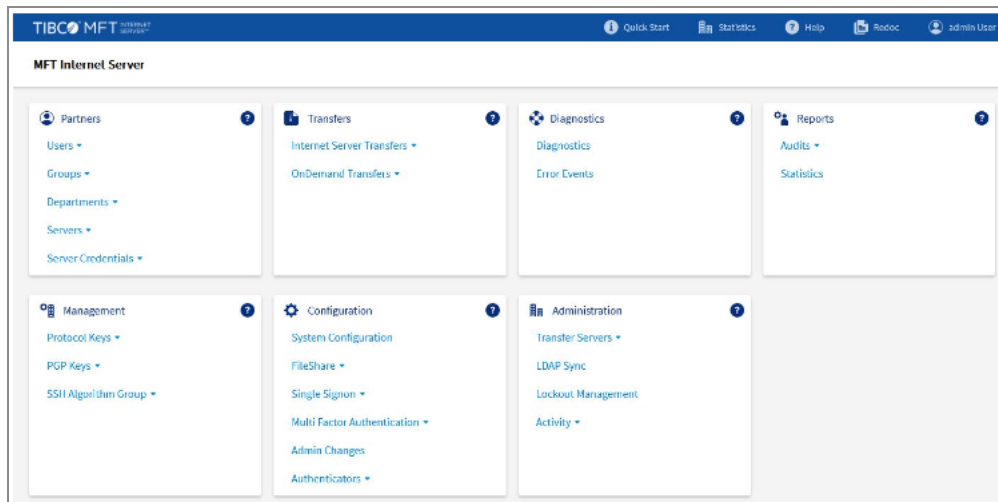 TIBCO MFT INTERNET SERVER
Quick Start
Statistics
Help
Redoc
admin User
MFT Internet Server
Partners
Users
Groups
Departments
Servers
Server Credentials
Transfers
Internet Server Transfers
OnDemand Transfers
Diagnostics
Diagnostics
Error Events
Reports
Audits
Statistics
Management
Protocol Keys
PGP Keys
SSH Algorithm Group
Configuration
System Configuration
FileShare
Single Signon
Multi Factor Authentication
Admin Changes
Authenticators
Administration
Transfer Servers
LDAP Sync
Lockout Management
Activity